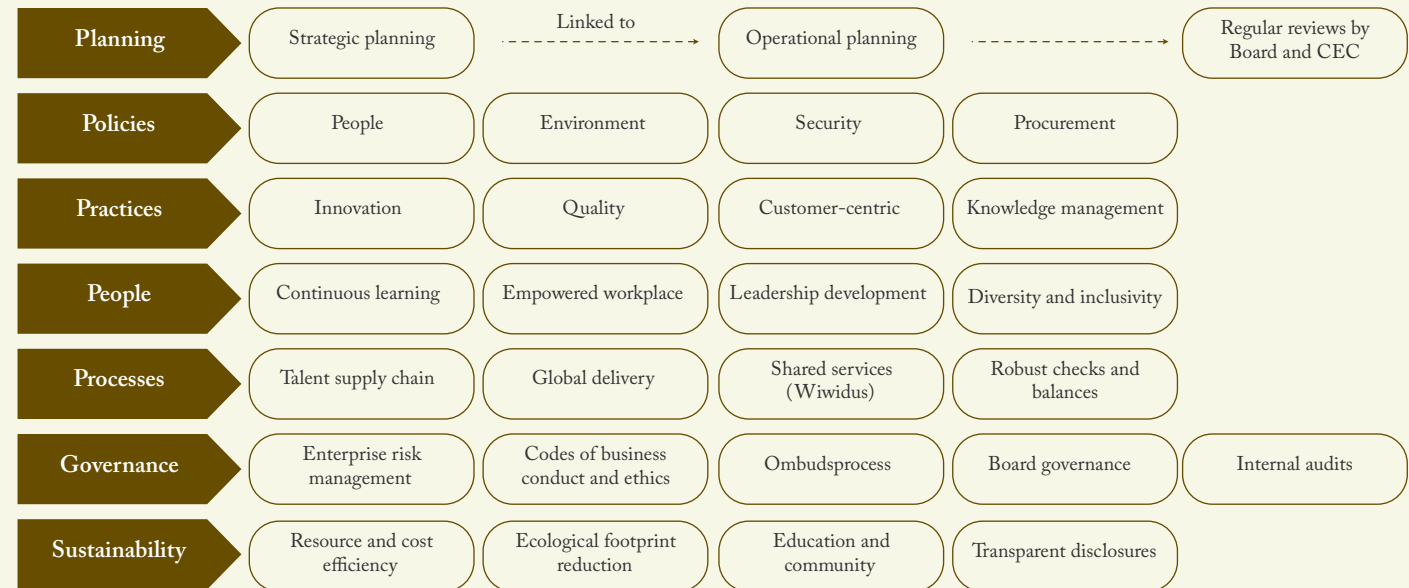 Planning
Strategic planning
Linked to
Operational planning
Regular reviews by
Board and CEC
Policies
People
Environment
Security
Procurement
Practices
Innovation
Quality
Customer-centric
Knowledge management
People
Continuous learning
Empowered workplace
Leadership development
Diversity and inclusivity
Processes
Talent supply chain
Global delivery
Shared services
(Wiwidus)
Robust checks and
balances
Governance
Enterprise risk
management
Codes of business
conduct and ethics
Ombudsprocess
Board governance
Internal audits
Sustainability
Resource and cost
efficiency
Ecological footprint
reduction
Education and
community
Transparent disclosures